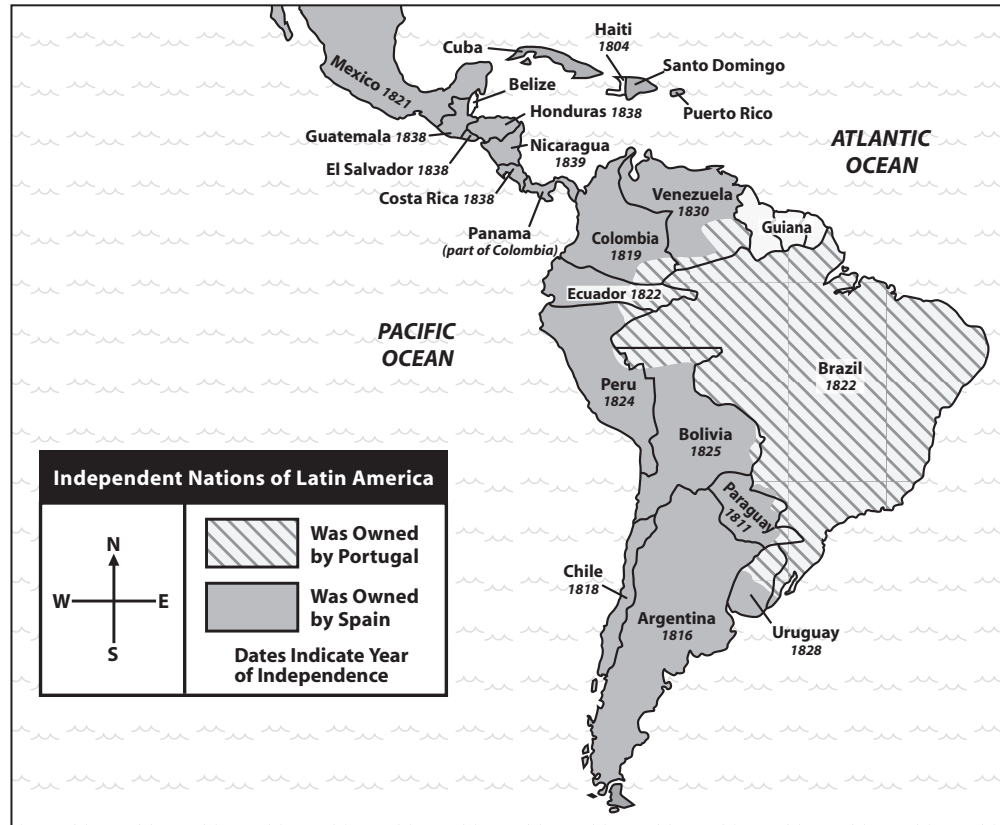 Haiti
1804
Cuba
Santo Domingo
Mexico 1821
Belize
Puerto Rico
Honduras 1838
Guatemala 1838
Nicaragua
1839
ATLANTIC
OCEAN
El Salvador 1838
Costa Rica 1838
Venezuela
1830
Panama
(part of Colombia)
Guiana
Colombia
1819
Ecuador 1822
PACIFIC
OCEAN
Brazil
1822
Peru
1824
Bolivia
1825
Paraguay
1811
Chile
1818
Argentina
1816
Uruguay
1828
Independent Nations of Latin America
N
W E
S
Was Owned
by Portugal
Was Owned
by Spain
Dates Indicate Year
of Independence